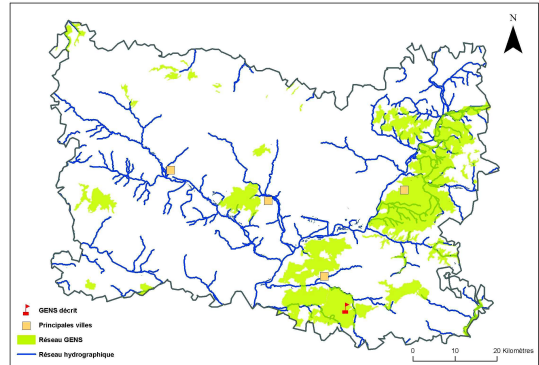 N
GENS décrit
Principales villes
Réseau GENS
Réseau hydrographique
0 10 20 Kilomètres